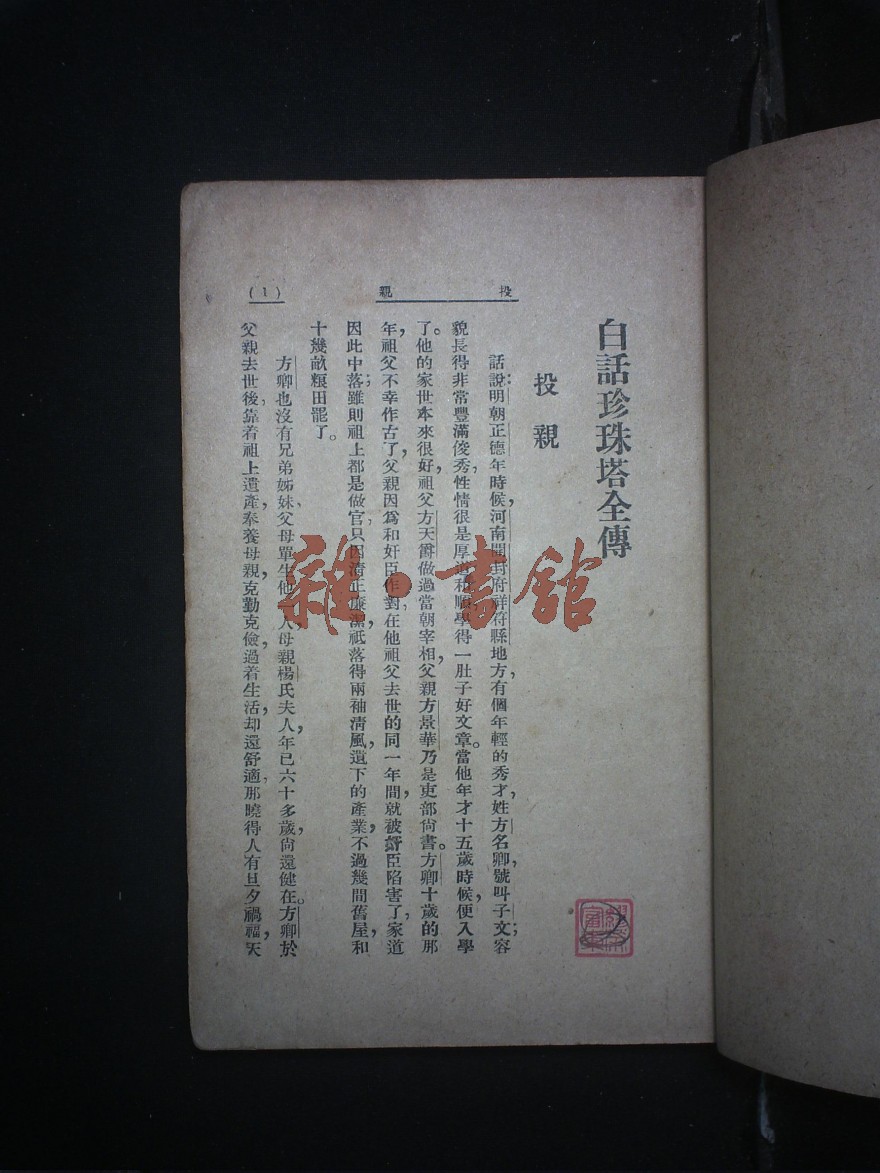 白話珍珠塔全傳
投親
話說:明朝正德年時候,河南開封府祥符縣地方,有個年輕的秀才,姓方名卿,號叫子文;容
貌長得非常豐滿俊秀,性情很是厚道和順,學得一肚子好文章。當他年才十五歲時候,便入學
了。他的家世本來很好,祖父方天爵做過當朝宰相,父親方景華乃是吏部尙書。方卿十歲的那
年,祖父不幸作古了,父親因爲和奸臣作對,在他祖父去世的同一年間,就被奸臣陷害了,家道
因此中落;雖則祖上都是做官,只因淸正廉潔,祗落得兩袖淸風,遺下的產業,不過幾間舊屋,和
十幾畝糧田罷了。
方卿也沒有兄弟姊妹、父母單生他一人,母親楊氏夫人,年已六十多歲,尙還健在。方卿於
父親去世後,靠着祖上遺產,奉養母親,克勤克儉,過着生活,却還舒適,那曉得人有旦夕禍福,天
投親
(1)
雜·書館